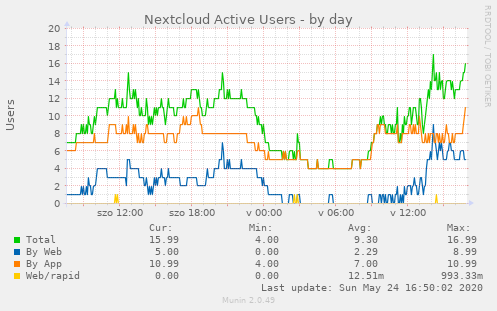 Nextcloud Active Users - by day
RRDTOOL / TOBI OETIKER
Users
20
18
16
14
12
10
8
6
4
2
0
szo 12:00 szo 18:00 v 00:00 v 06:00 v 12:00
Cur: Min: Avg: Max:
Total 15.99 4.00 9.30 16.99
By Web 5.00 0.00 2.29 8.99
By App 10.99 4.00 7.00 10.99
Web/rapid 0.00 0.00 12.51m 993.33m
Last update: Sun May 24 16:50:02 2020
Munin 2.0.49